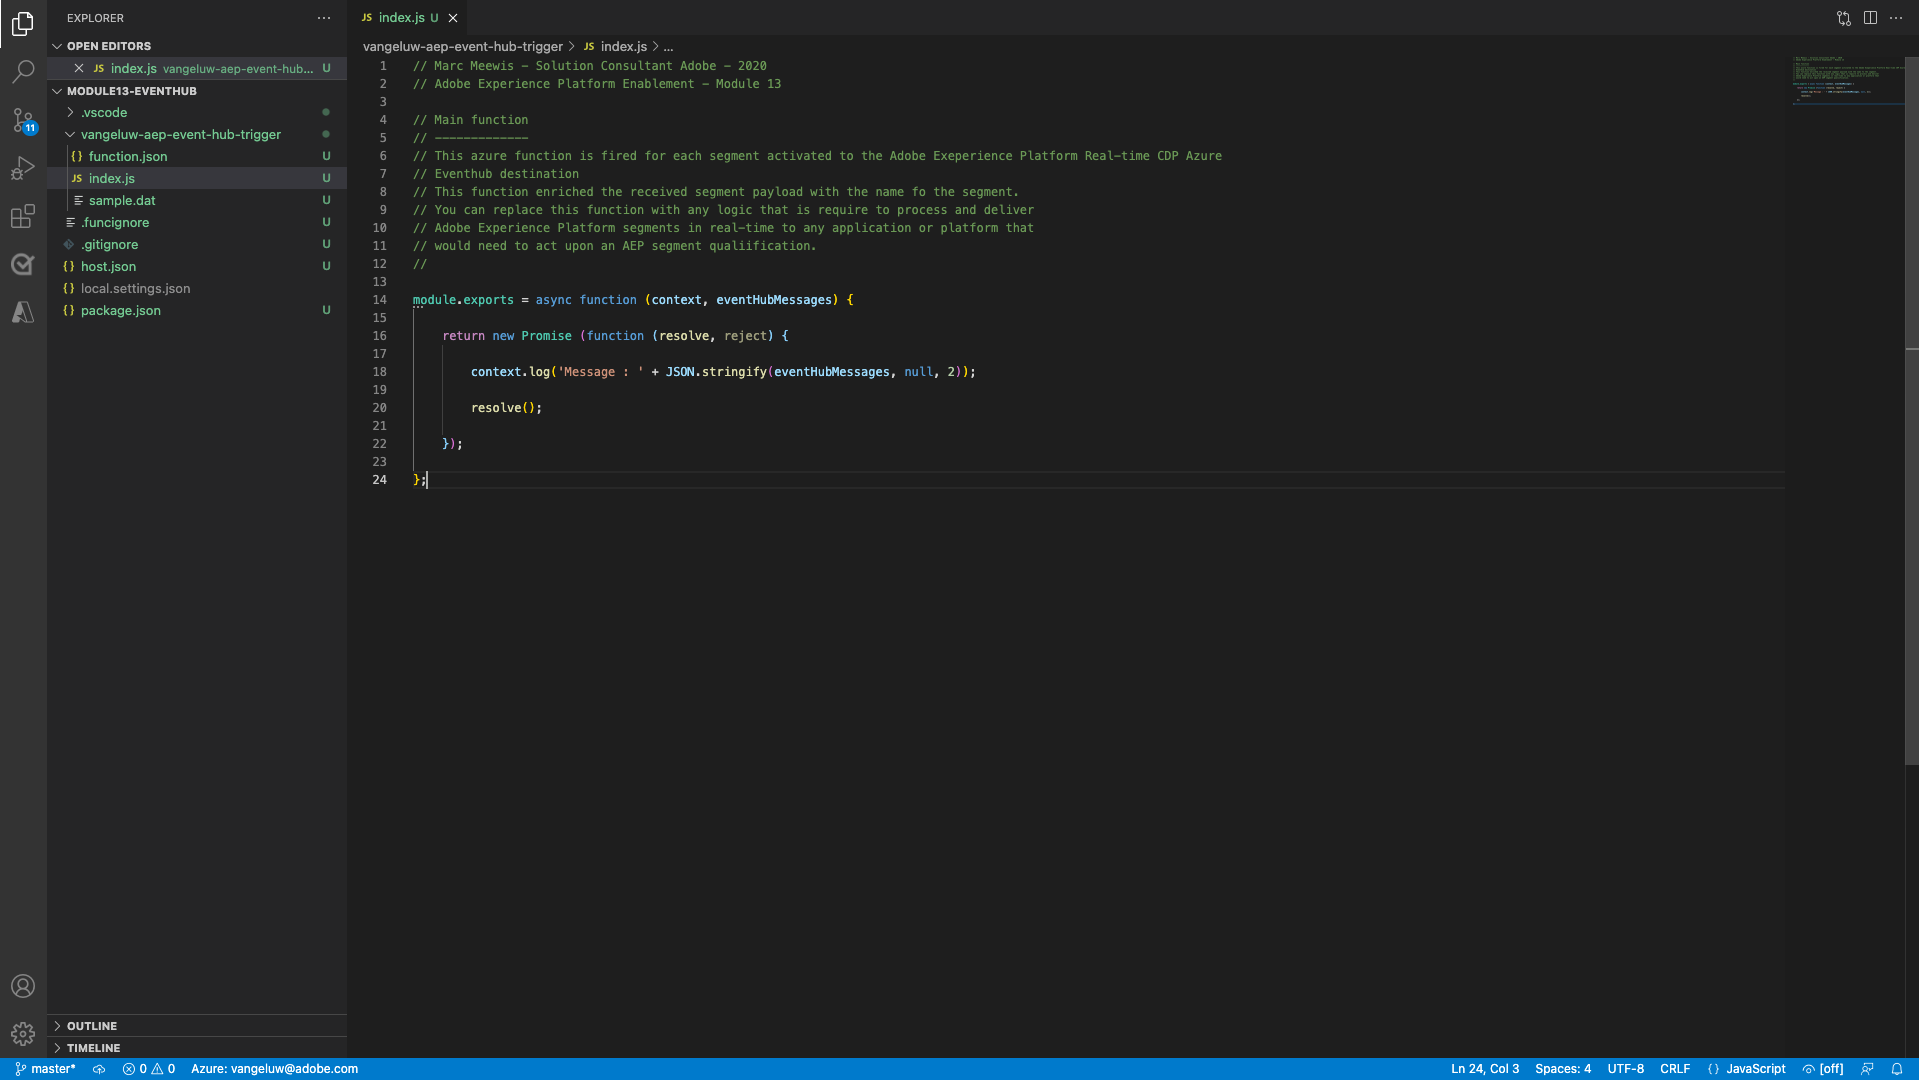 EXPLORER
OPEN EDITORS
JS index.js vangeluw-aep-event-hub... U
MODULE13-EVENTHUB
.vscode
vangeluw-aep-event-hub-trigger
{} function.json U
JS index.js U
sample.dat U
.funcignore U
.gitignore U
{} host.json U
{} local.settings.json
{} package.json U
OUTLINE
TIMELINE
11
JS index.js U
vangeluw-aep-event-hub-trigger > JS index.js > ...
1 // Marc Meewis - Solution Consultant Adobe - 2020
2 // Adobe Experience Platform Enablement - Module 13
3
4 // Main function
5 // -------------
6 // This azure function is fired for each segment activated to the Adobe Exeperience Platform Real-time CDP Azure
7 // Eventhub destination
8 // This function enriched the received segment payload with the name fo the segment.
9 // You can replace this function with any logic that is require to process and deliver
10 // Adobe Experience Platform segments in real-time to any application or platform that
11 // would need to act upon an AEP segment qualiification.
12 //
13
14 module.exports = async function (context, eventHubMessages) {
15
16 return new Promise (function (resolve, reject) {
17
18 context.log('Message : ' + JSON.stringify(eventHubMessages, null, 2));
19
20 resolve();
21
22 });
23
24 };
master* 0 0 Azure: vangeluw@adobe.com Ln 24, Col 3 Spaces: 4 UTF-8 CRLF {} JavaScript [off]